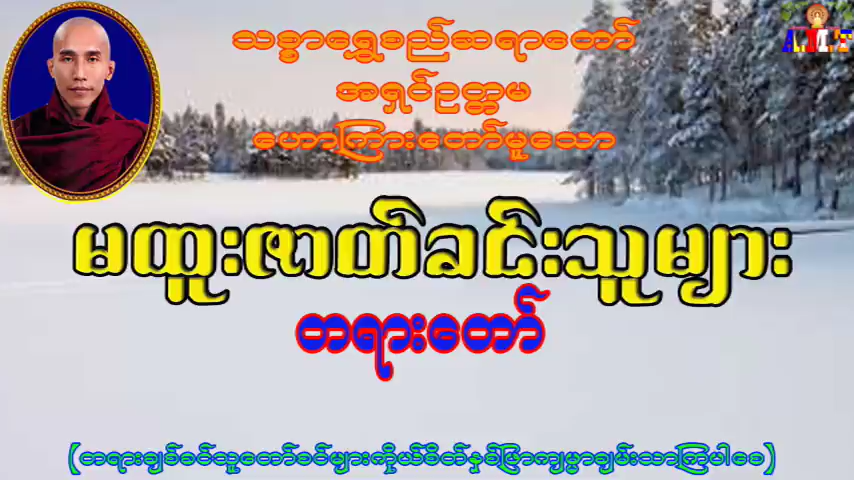 သစ္စာရွှေစည်ဆရာတော်
AMT
အရှင်ဥတ္တမ
ဟောကြားတော်မူသော
မထူးဇာတ်ခင်းသူများ
တရားတော်
(တရားချစ်ခင်သူတော်စင်များကိုယ်စိတ်နှစ်ဖြာကျမ္မာချမ်းသာကြပါစေ)